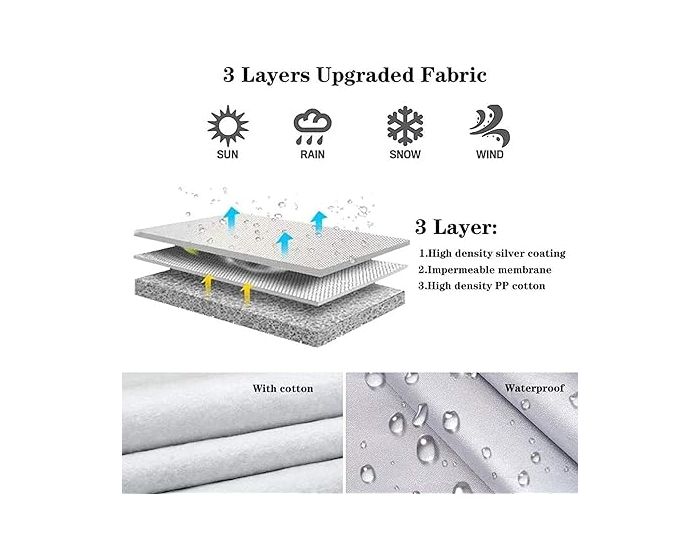 3 Layers Upgraded Fabric
SUN
RAIN
SNOW
WIND
3 Layer:
1.High density silver coating
2.Impermeable membrane
3.High density PP cotton
With cotton
Waterproof